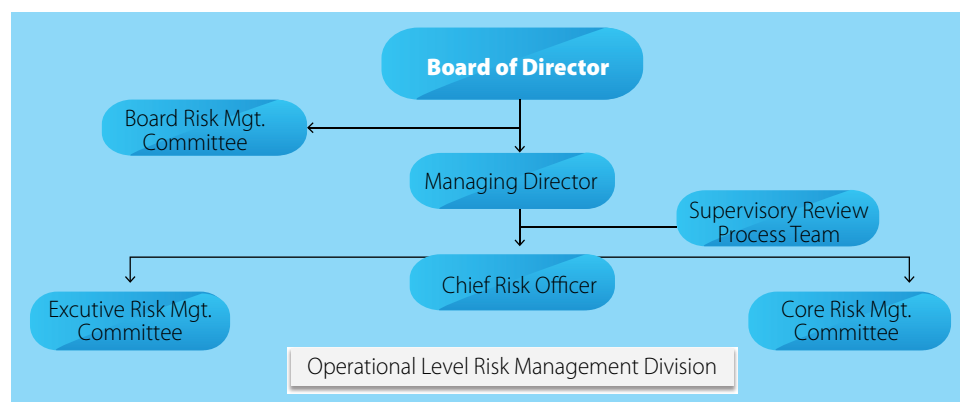 Board of Director
Board Risk Mgt.
Committee
Managing Director
Supervisory Review
Process Team
Chief Risk Officer
Excutive Risk Mgt.
Committee
Core Risk Mgt.
Committee
Operational Level Risk Management Division